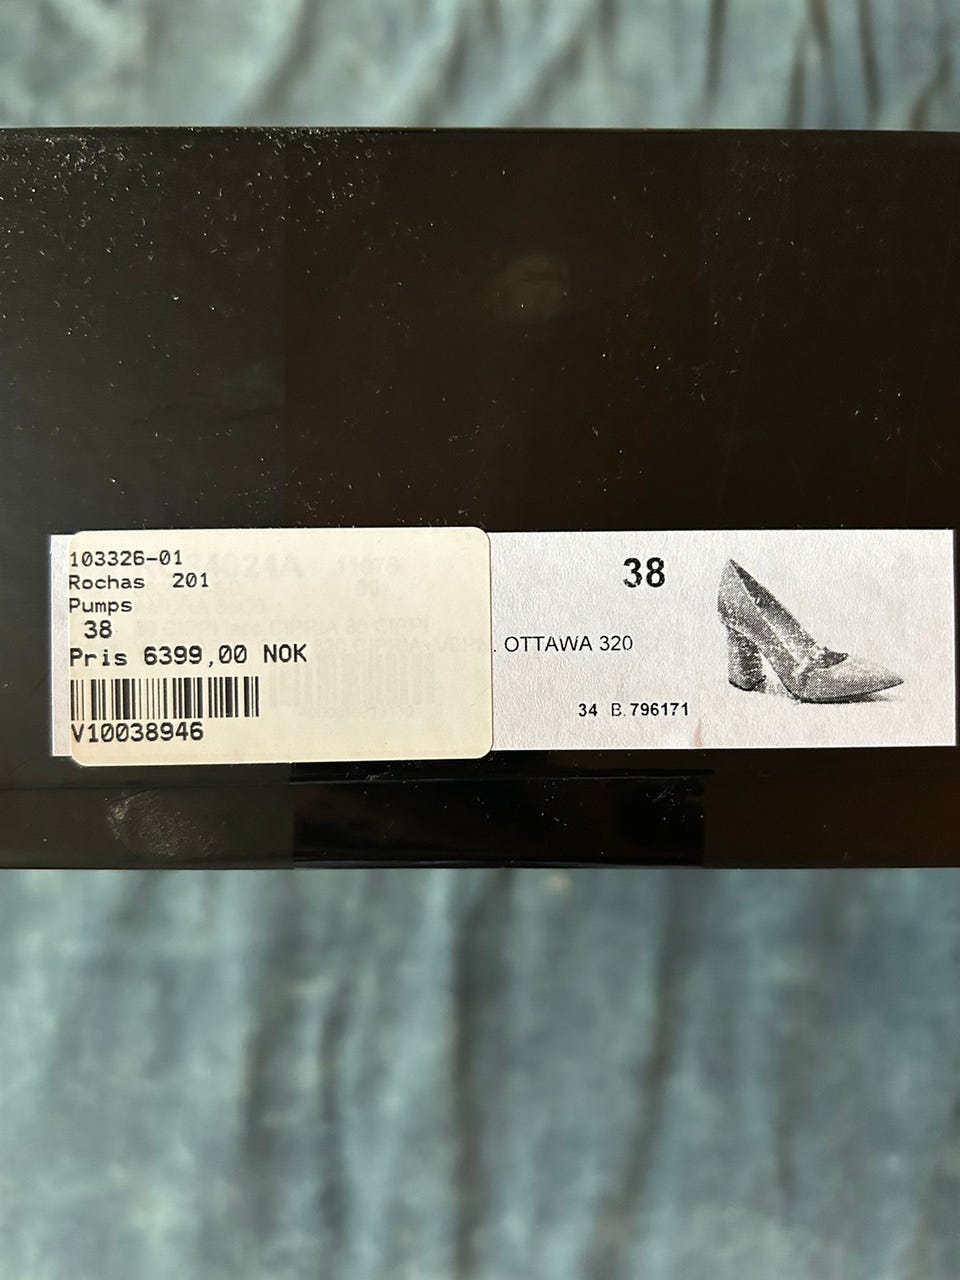 103326-01
Rochas 201
Pumps
38
Pris 6399,00 NOK
V10038946
38
. OTTAWA 320
34 B. 796171